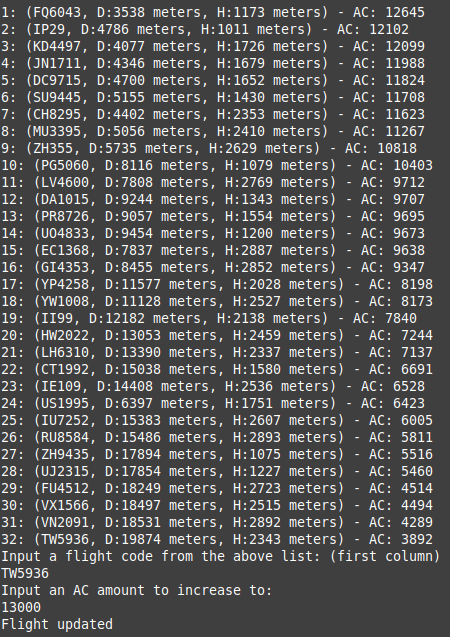 1: (FQ6043, D:3538 meters, H:1173 meters) - AC: 12645
2: (IP29, D:4786 meters, H:1011 meters) - AC: 12102
3: (KD4497, D:4077 meters, H:1726 meters) - AC: 12099
4: (JN1711, D:4346 meters, H:1679 meters) - AC: 11988
5: (DC9715, D:4700 meters, H:1652 meters) - AC: 11824
6: (SU9445, D:5155 meters, H:1430 meters) - AC: 11708
7: (CH8295, D:4402 meters, H:2353 meters) - AC: 11623
8: (MU3395, D:5056 meters, H:2410 meters) - AC: 11267
9: (ZH355, D:5735 meters, H:2629 meters) - AC: 10818
10: (PG5060, D:8116 meters, H:1079 meters) - AC: 10403
11: (LV4600, D:7808 meters, H:2769 meters) - AC: 9712
12: (DA1015, D:9244 meters, H:1343 meters) - AC: 9707
13: (PR8726, D:9057 meters, H:1554 meters) - AC: 9695
14: (UO4833, D:9454 meters, H:1200 meters) - AC: 9673
15: (EC1368, D:7837 meters, H:2887 meters) - AC: 9638
16: (GI4353, D:8455 meters, H:2852 meters) - AC: 9347
17: (YP4258, D:11577 meters, H:2028 meters) - AC: 8198
18: (YW1008, D:11128 meters, H:2527 meters) - AC: 8173
19: (II99, D:12182 meters, H:2138 meters) - AC: 7840
20: (HW2022, D:13053 meters, H:2459 meters) - AC: 7244
21: (LH6310, D:13390 meters, H:2337 meters) - AC: 7137
22: (CT1992, D:15038 meters, H:1580 meters) - AC: 6691
23: (IE109, D:14408 meters, H:2536 meters) - AC: 6528
24: (US1995, D:6397 meters, H:1751 meters) - AC: 6423
25: (IU7252, D:15383 meters, H:2607 meters) - AC: 6005
26: (RU8584, D:15486 meters, H:2893 meters) - AC: 5811
27: (ZH9435, D:17894 meters, H:1075 meters) - AC: 5516
28: (UJ2315, D:17854 meters, H:1227 meters) - AC: 5460
29: (FU4512, D:18249 meters, H:2723 meters) - AC: 4514
30: (VX1566, D:18497 meters, H:2515 meters) - AC: 4494
31: (VN2091, D:18531 meters, H:2892 meters) - AC: 4289
32: (TW5936, D:19874 meters, H:2343 meters) - AC: 3892
Input a flight code from the above list: (first column)
TW5936
Input an AC amount to increase to:
13000
Flight updated